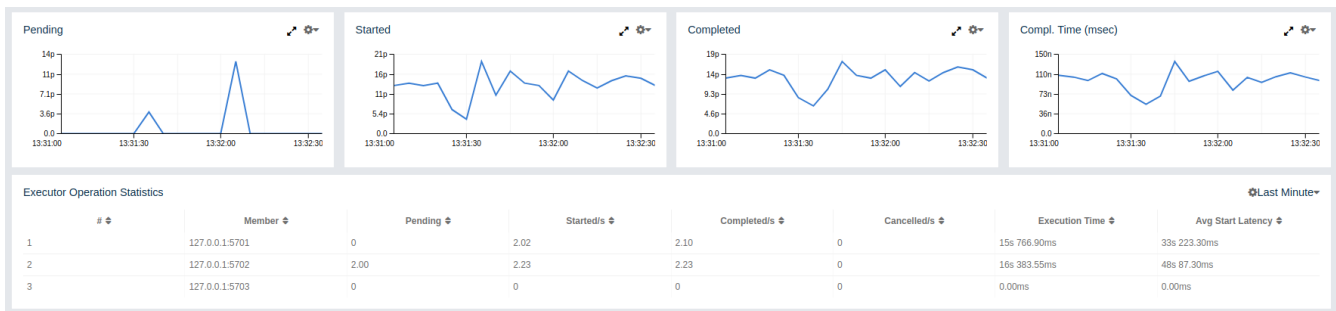 Pending
14p
11p
7.1p
3.6p
0.0
13:31:00 13:31:30 13:32:00 13:32:30
Started
21p
16p
11p
5.4p
0.0
13:31:00 13:31:30 13:32:00 13:32:30
Completed
19p
14p
9.3p
4.6p
0.0
13:31:00 13:31:30 13:32:00 13:32:30
Compl. Time (msec)
150n
110n
73n
36n
0.0
13:31:00 13:31:30 13:32:00 13:32:30
Executor Operation Statistics Last Minute
# Member Pending Started/s Completed/s Cancelled/s Execution Time Avg Start Latency
1 127.0.0.1:5701 0 2.02 2.10 0 15s 766.90ms 33s 223.30ms
2 127.0.0.1:5702 2.00 2.23 2.23 0 16s 383.55ms 48s 87.30ms
3 127.0.0.1:5703 0 0 0 0 0.00ms 0.00ms